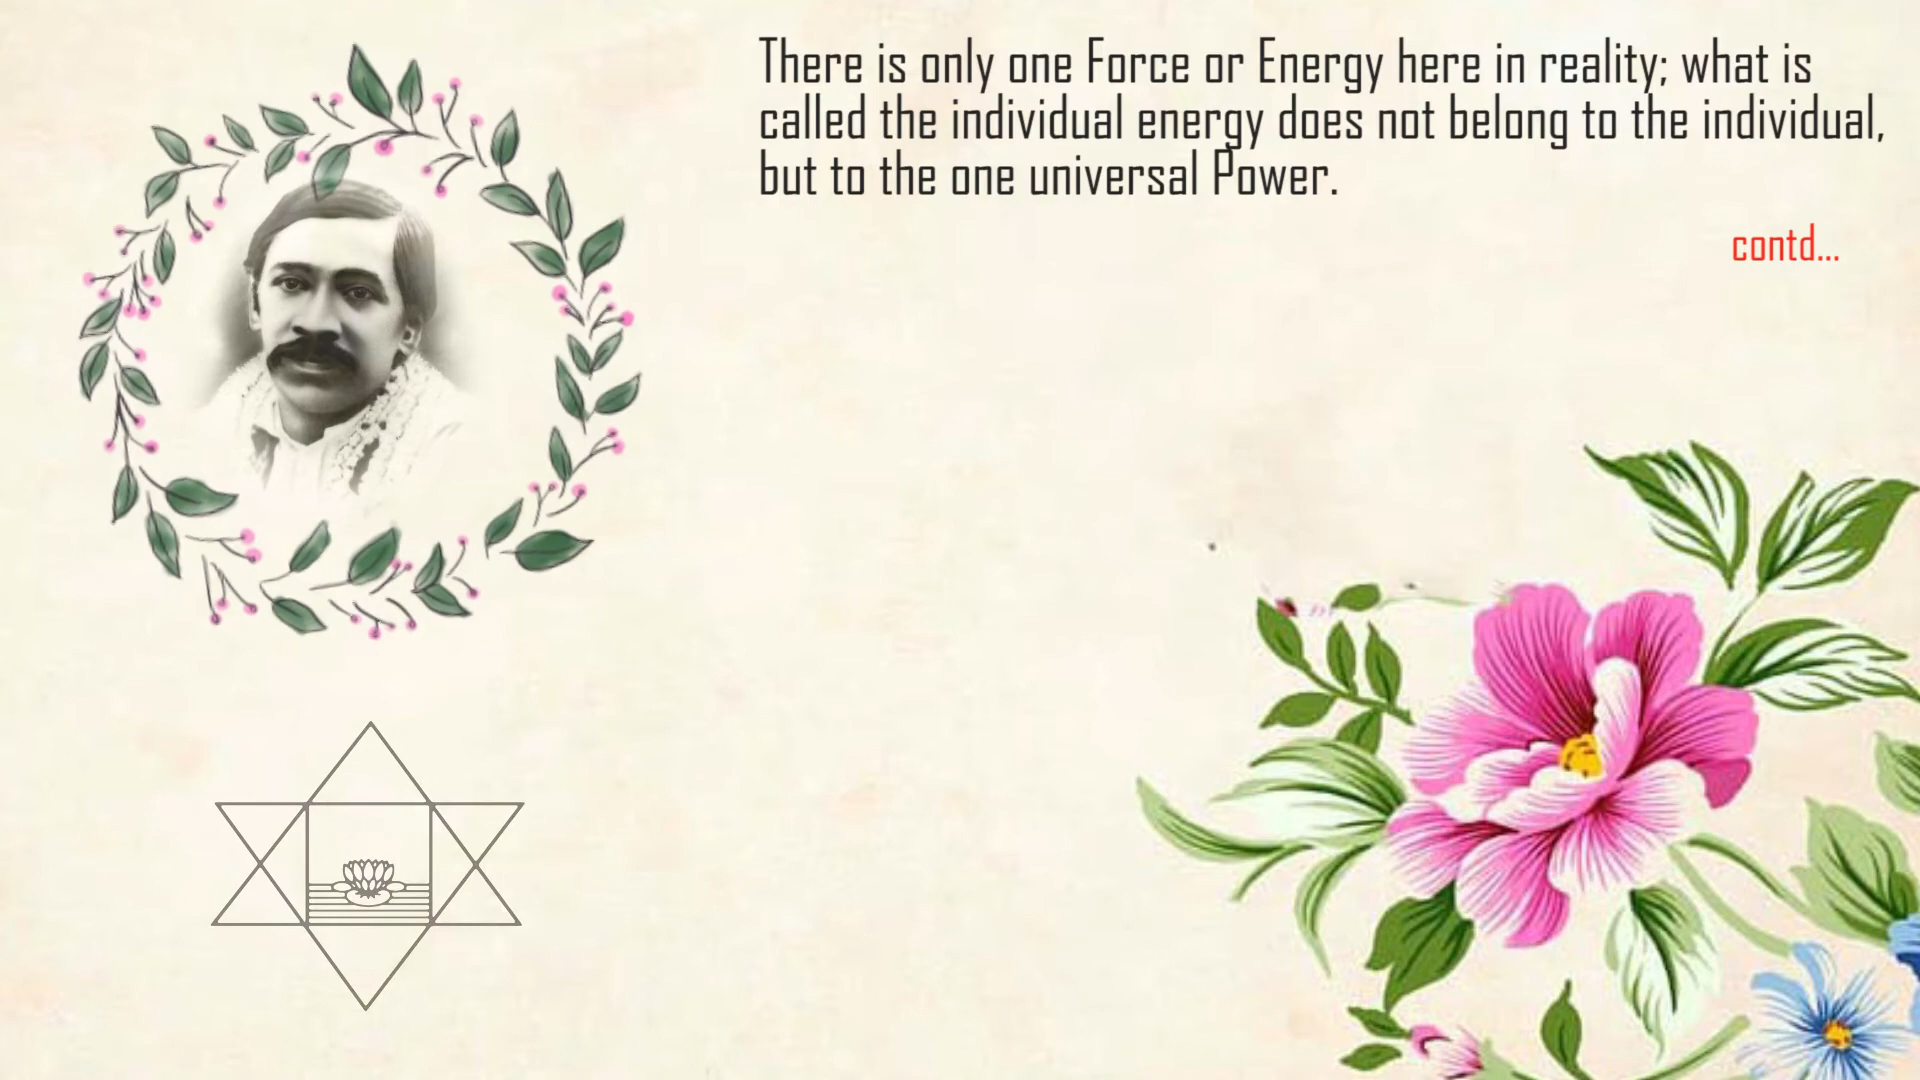 There is only one Force or Energy here in reality; what is
called the individual energy does not belong to the individual,
but to the one universal Power.
contd...